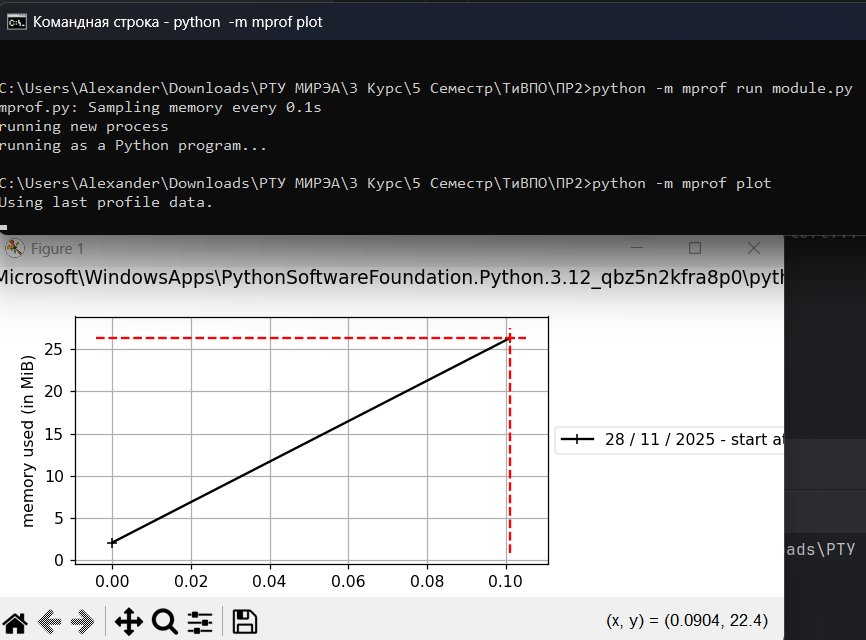 Командная строка - python -m mprof plot
C:\Users\Alexander\Downloads\РТУ МИРЭА\3 Курс\5 Семестр\ТиВПО\ПР2>python -m mprof run module.py
mprof.py: Sampling memory every 0.1s
running new process
running as a Python program...
C:\Users\Alexander\Downloads\РТУ МИРЭА\3 Курс\5 Семестр\ТиВПО\ПР2>python -m mprof plot
Using last profile data.
Figure 1
Microsoft\WindowsApps\PythonSoftwareFoundation.Python.3.12_qbz5n2kfra8p0\pyth
memory used (in MiB)
25
20
15
10
5
0
0.00 0.02 0.04 0.06 0.08 0.10
28 / 11 / 2025 - start at
ads\РТУ
(x, y) = (0.0904, 22.4)